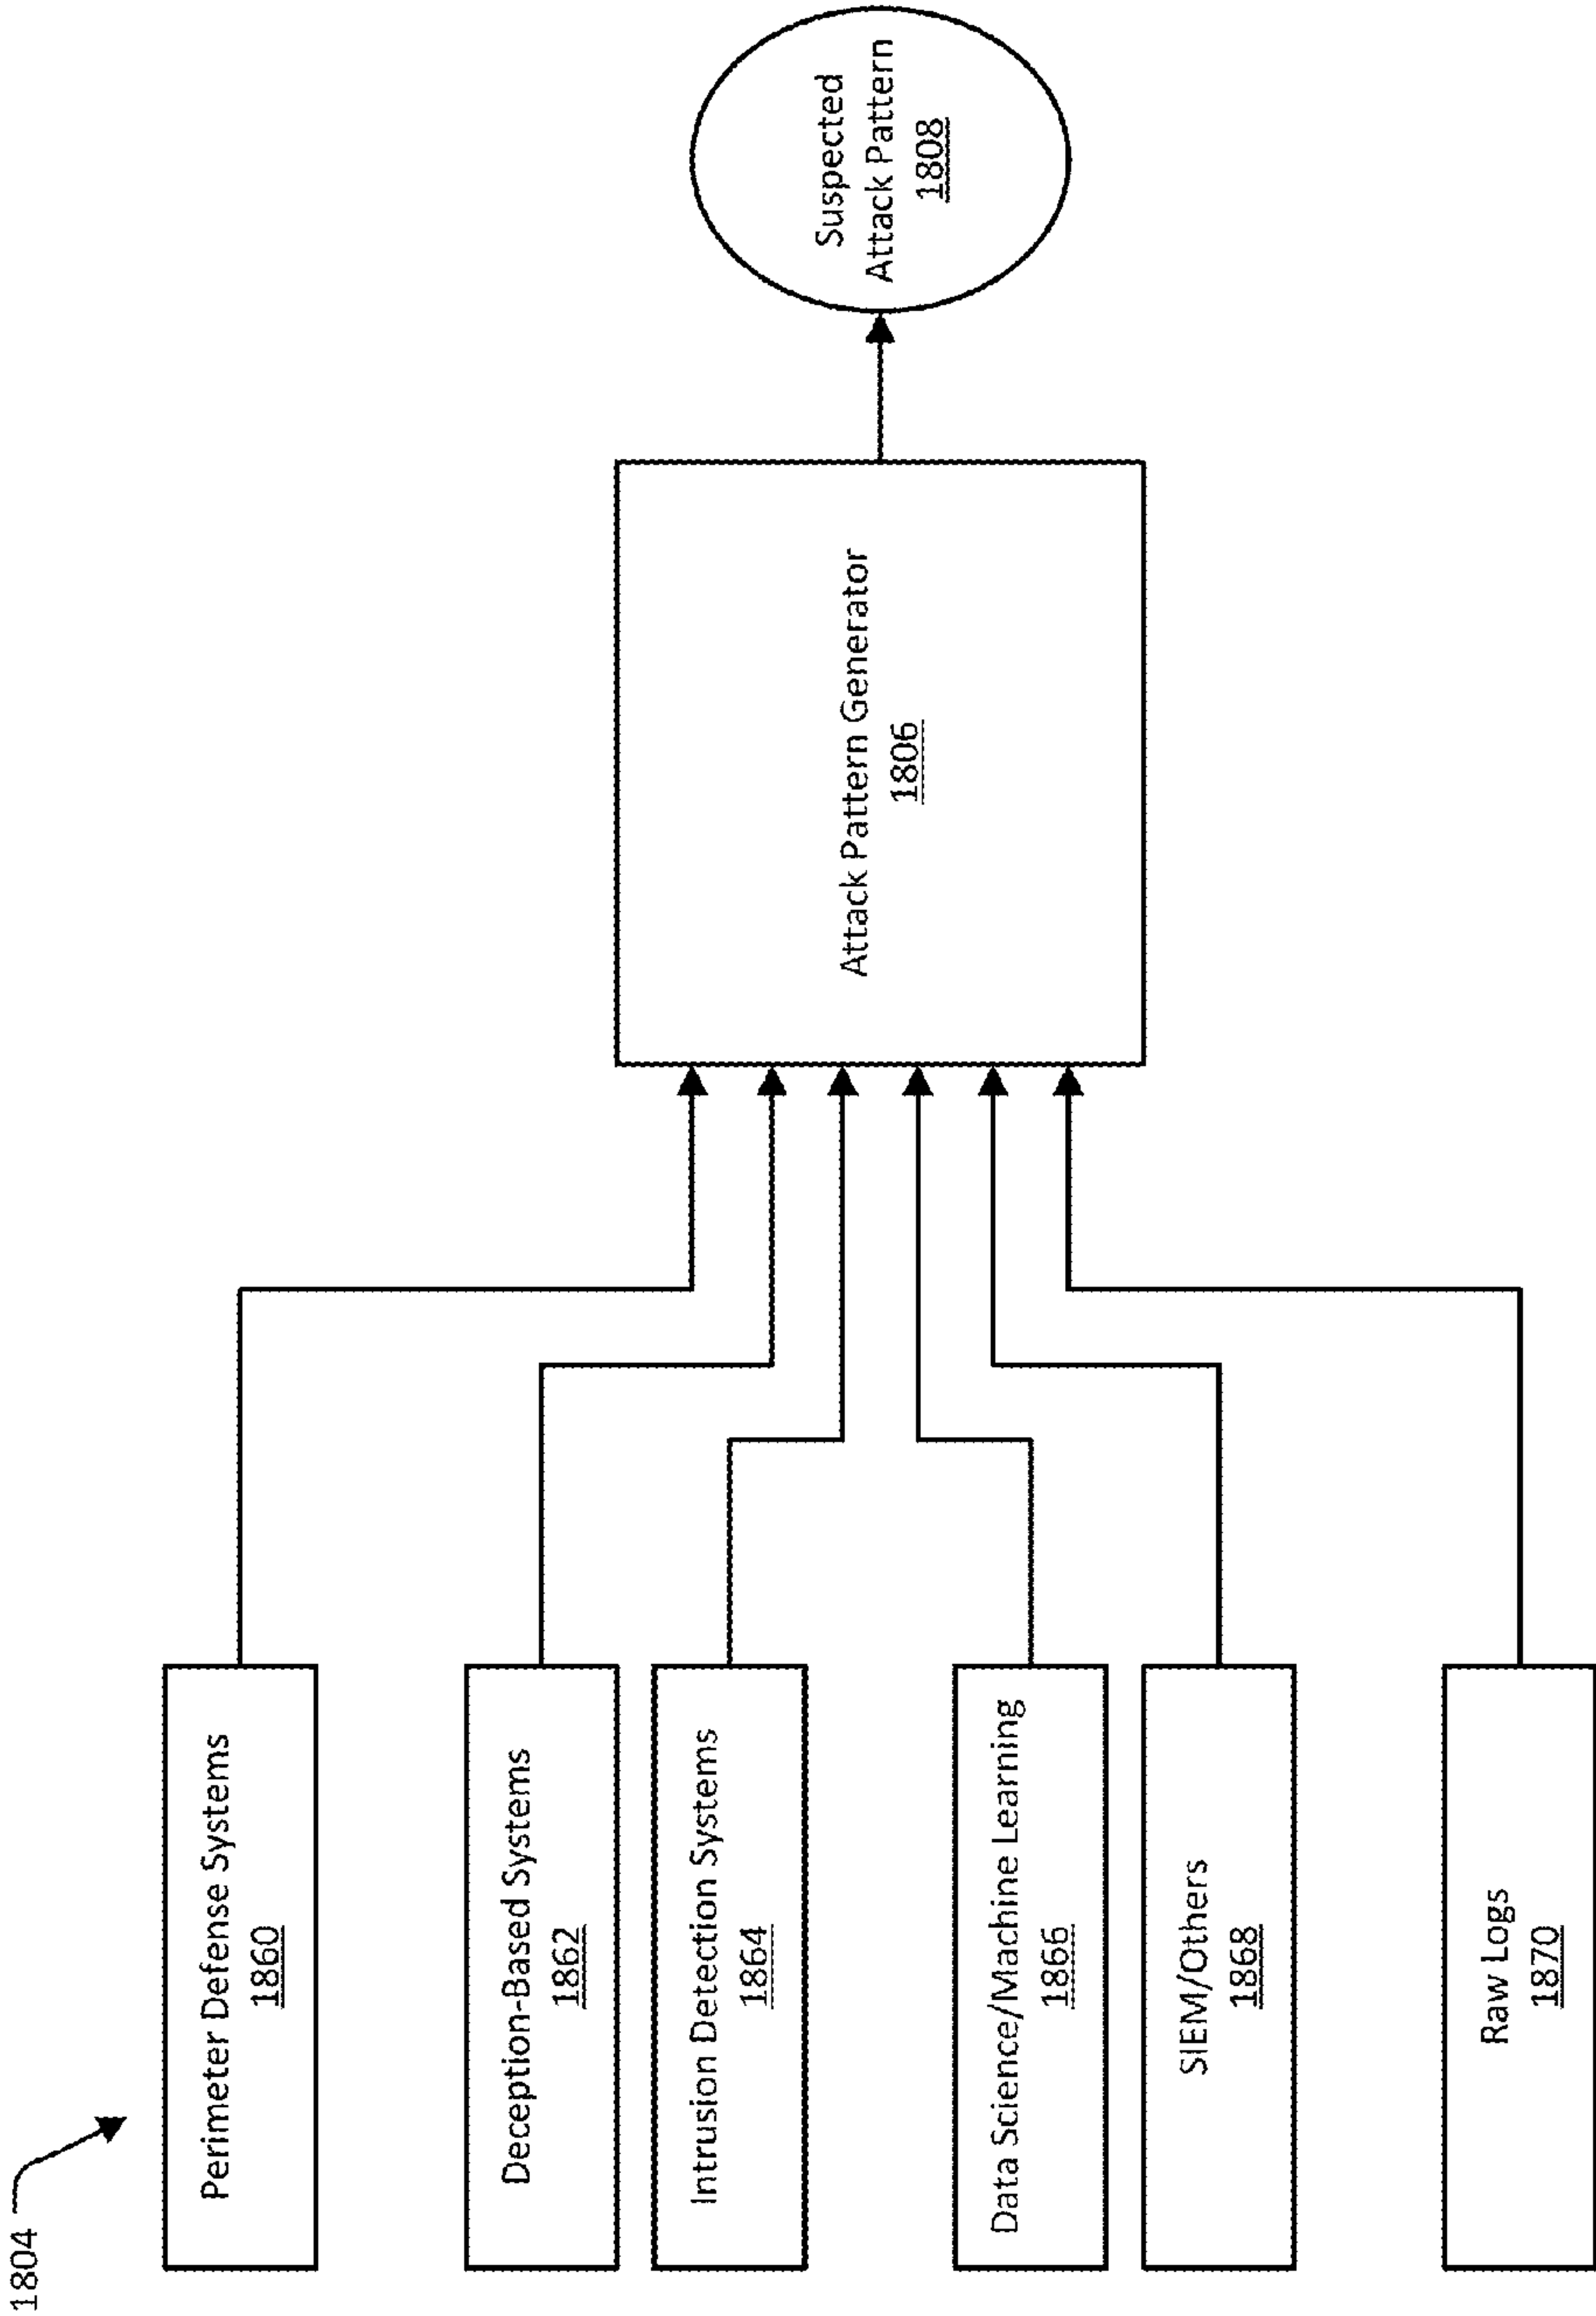 1804
Perimeter Defense Systems
1860
Deception-Based Systems
1862
Intrusion Detection Systems
1864
Data Science/Machine Learning
1866
SIEM/Others
1868
Raw Logs
1870
Attack Pattern Generator
1806
Suspected
Attack Pattern
1808